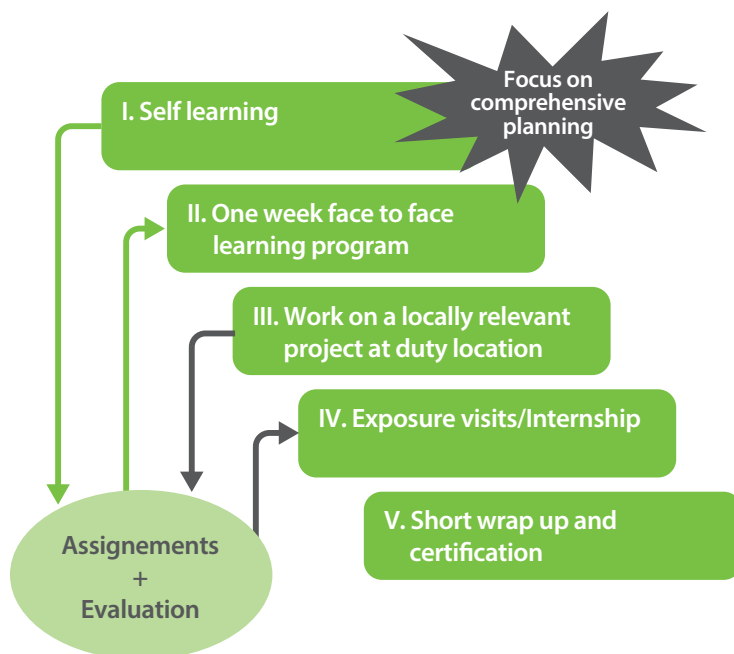 Focus on
comprehensive
planning
I. Self learning
II. One week face to face
learning program
III. Work on a locally relevant
project at duty location
IV. Exposure visits/Internship
V. Short wrap up and
certification
Assignements
+
Evaluation